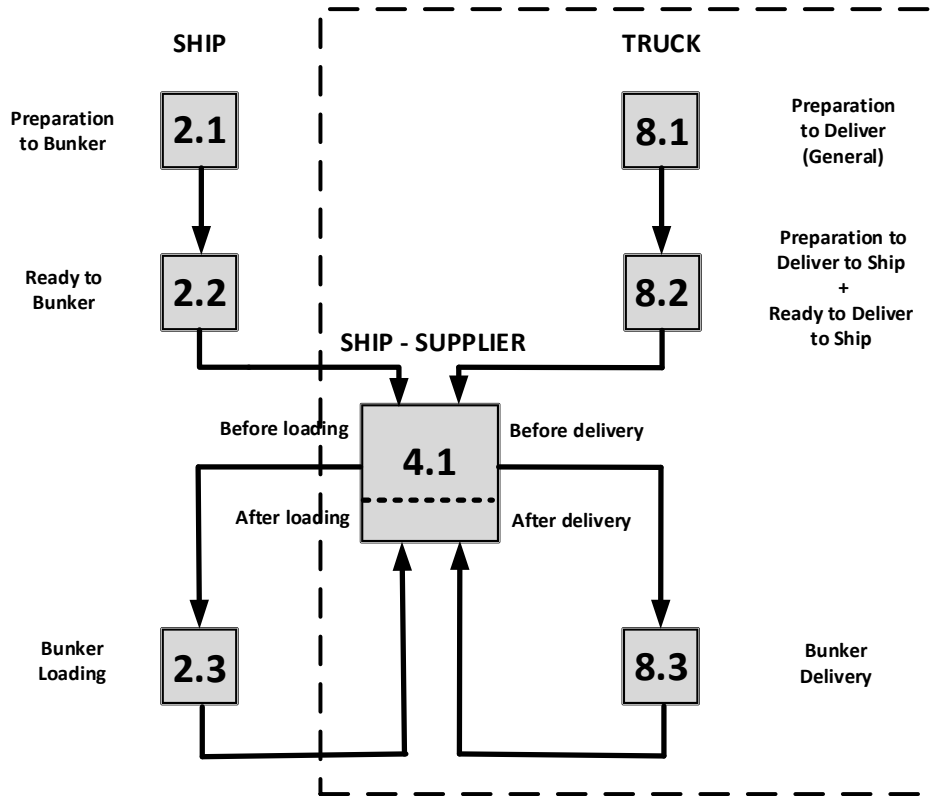 SHIP
TRUCK
Preparation
to Bunker
2.1
8.1
Preparation
to Deliver
(General)
Ready to
Bunker
2.2
8.2
Preparation to
Deliver to Ship
+
Ready to Deliver
to Ship
SHIP - SUPPLIER
Before loading
4.1
Before delivery
After loading
After delivery
Bunker
Loading
2.3
8.3
Bunker
Delivery